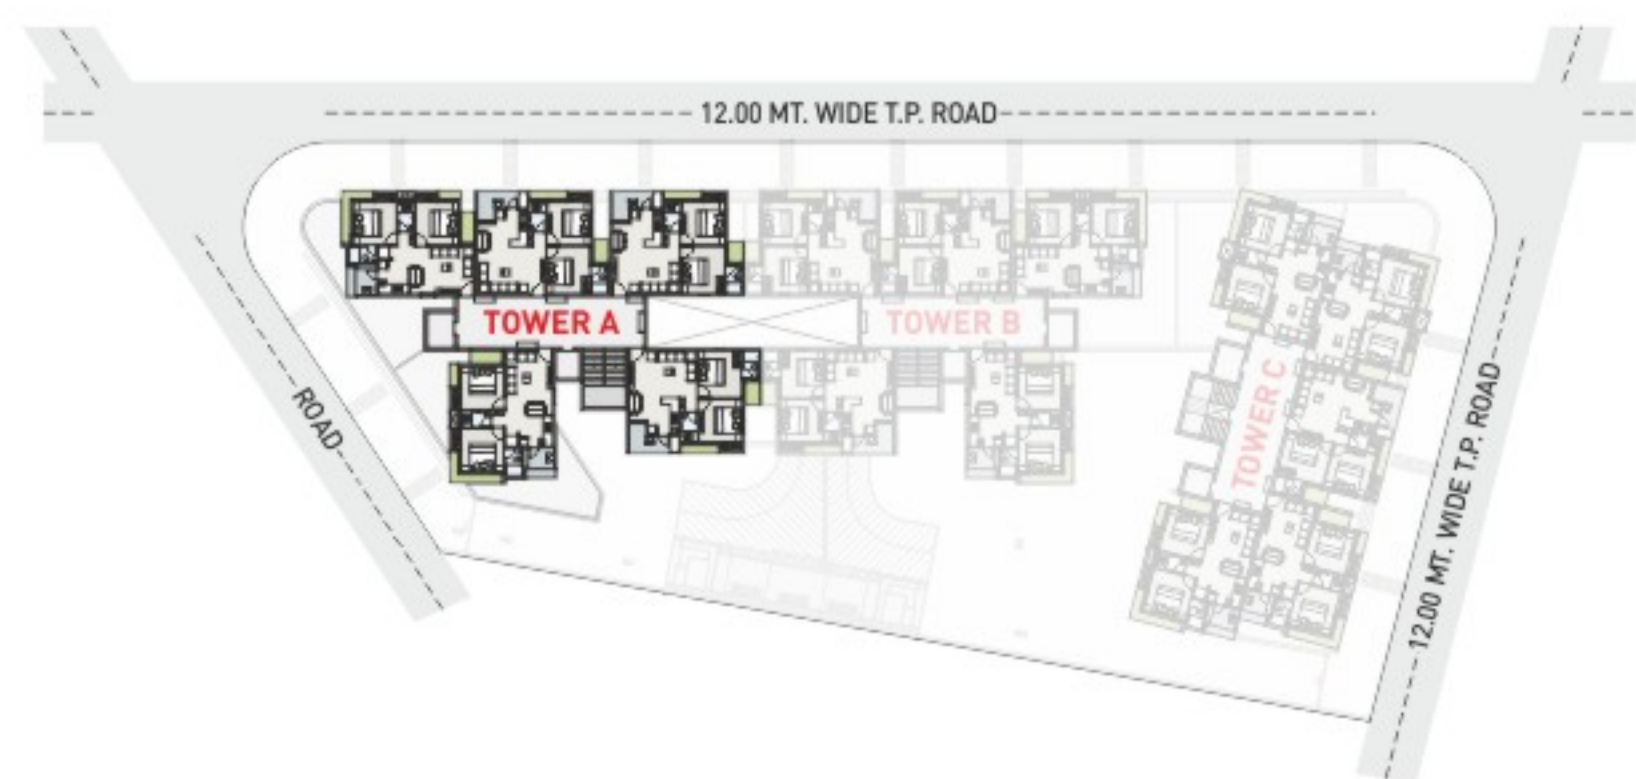 12.00 MT. WIDE T.P. ROAD
TOWER A
TOWER B
TOWER C
ROAD
12.00 MT. WIDE T.P. ROAD